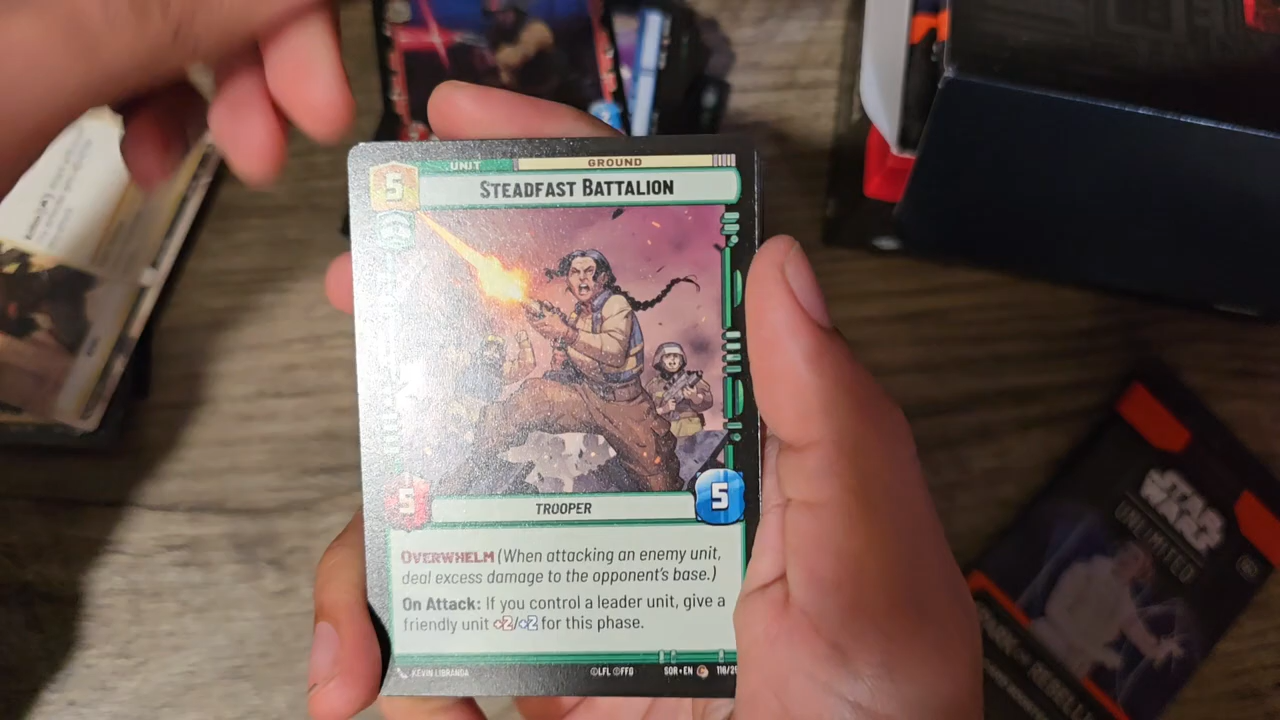 UNIT
GROUND
5
STEADFAST BATTALION
5
TROOPER
5
OVERWHELM (When attacking an enemy unit,
deal excess damage to the opponent's base.)
On Attack: If you control a leader unit, give a
friendly unit +2/+2 for this phase.
KEVIN LIBRANDA
©LFL ©FFG
SOR • EN C 116/25
STAR
WARS
UNLIMITED